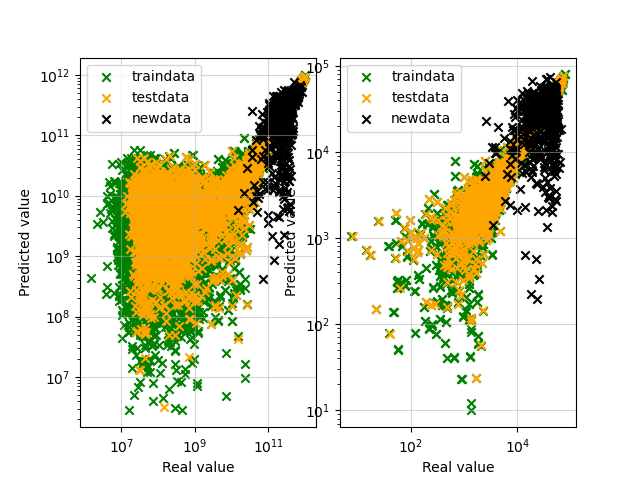 traindata
testdata
newdata
Predicted value
10^12
10^11
10^10
10^9
10^8
10^7
10^7
10^9
10^11
Real value
traindata
testdata
newdata
Predicted value
10^5
10^4
10^3
10^2
10^1
10^2
10^4
Real value